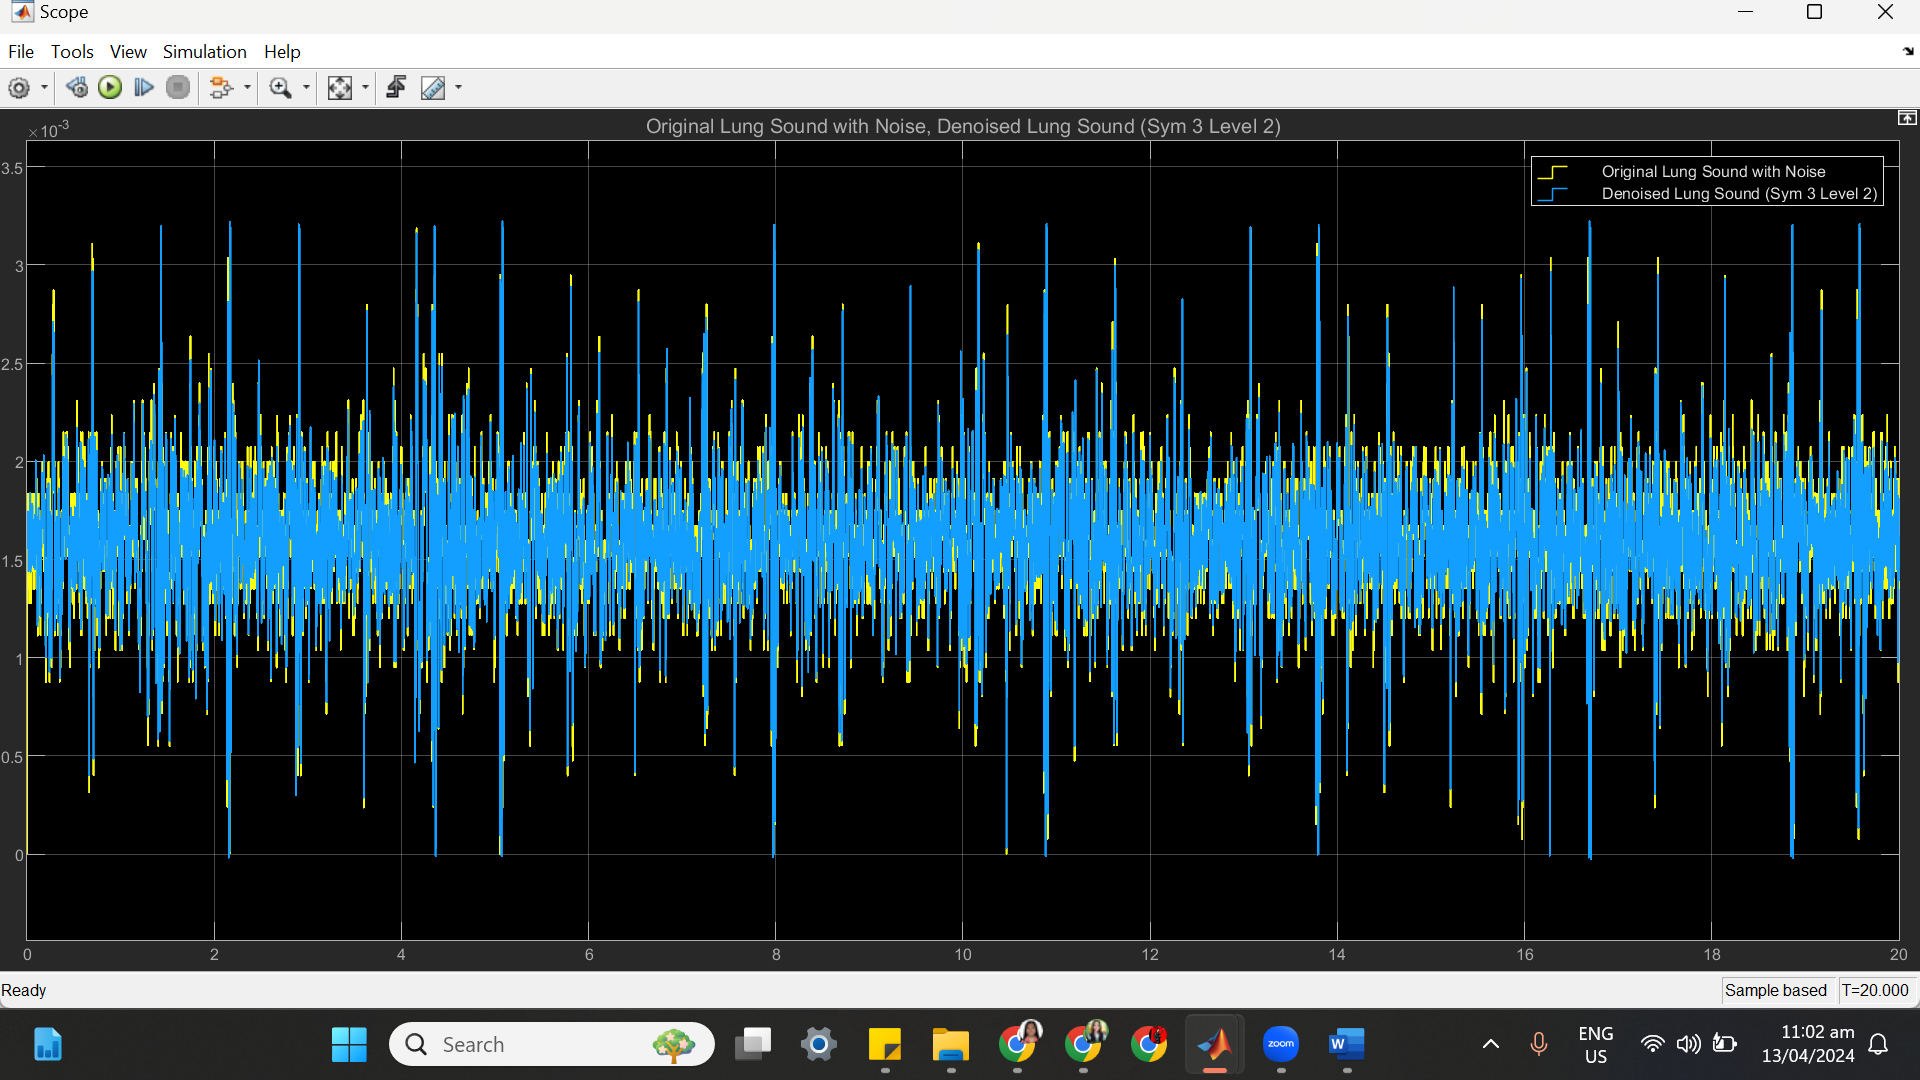 Scope
File Tools View Simulation Help
×10-3
Original Lung Sound with Noise, Denoised Lung Sound (Sym 3 Level 2)
Original Lung Sound with Noise
Denoised Lung Sound (Sym 3 Level 2)
3.5
3
2.5
2
1.5
1
0.5
0
0 2 4 6 8 10 12 14 16 18 20
Ready
Sample based T=20.000
Search
zoom
W
ENG
US
11:02 am
13/04/2024